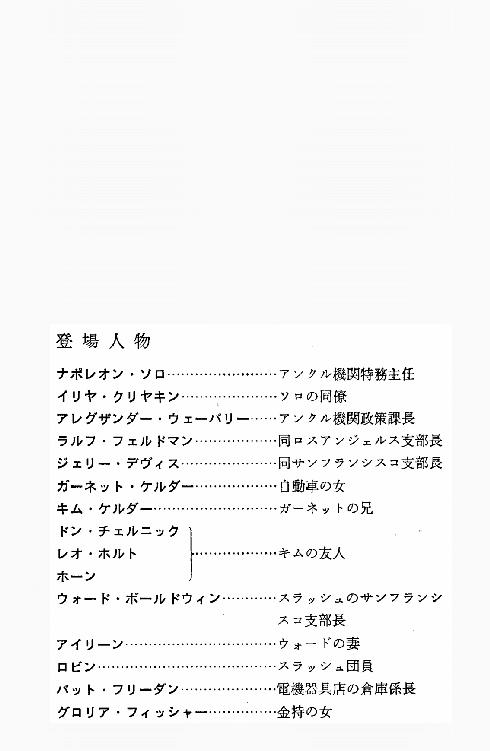 登場人物
ナポレオン・ソロ……………………アンクル機関特務主任
イリヤ・クリヤキン…………………ソロの同僚
アレグザンダー・ウェーバリー……アンクル機関政策課長
ラルフ・フェルドマン………………同ロスアンジェルス支部長
ジェリー・デヴィス…………………同サンフランシスコ支部長
ガーネット・ケルダー………………自動車の女
キム・ケルダー………………………ガーネットの兄
ドン・チェルニック
レオ・ホルト………………キムの友人
ホーン
ウォード・ボールドウィン…………スラッシュのサンフランシ
スコ支部長
アイリーン……………………………ウォードの妻
ロビン…………………………………スラッシュ団員
パット・フリーダン…………………電機器具店の倉庫係長
グロリア・フィッシャー……………金持の女